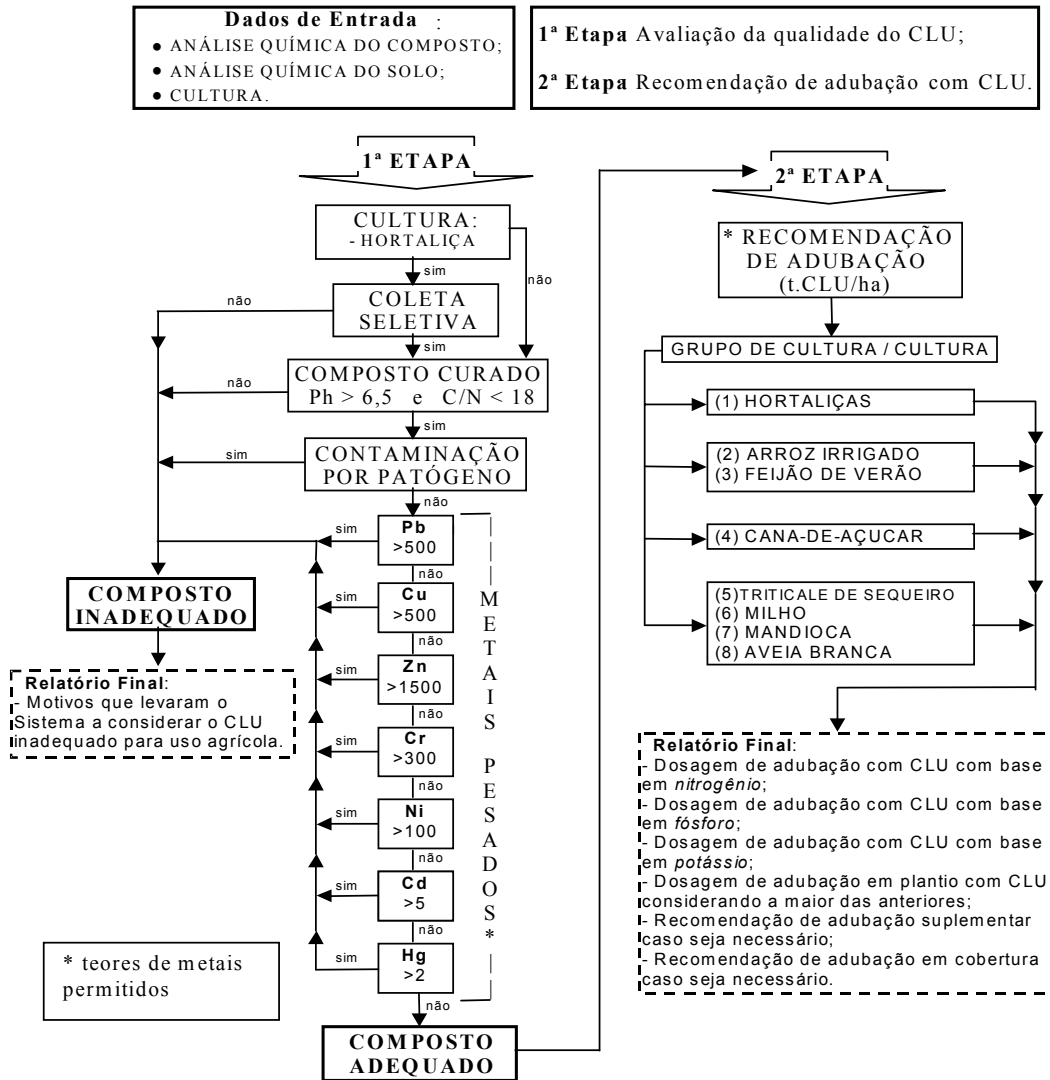 Dados de Entrada :
• ANÁLISE QUÍMICA DO COMPOSTO;
• ANÁLISE QUÍMICA DO SOLO;
• CULTURA.
1ª Etapa Avaliação da qualidade do CLU;
2ª Etapa Recomendação de adubação com CLU.
1ª ETAPA
CULTURA:
- HORTALIÇA
sim
não
não
COLETA
SELETIVA
sim
não
COMPOSTO CURADO
Ph > 6,5 e C/N < 18
sim
sim
CONTAMINAÇÃO
POR PATÓGENO
não
sim
Pb
>500
não
sim
Cu
>500
não
sim
Zn
>1500
não
sim
Cr
>300
não
sim
Ni
>100
não
sim
Cd
>5
não
sim
Hg
>2
não
METAIS PESADOS*
COMPOSTO
INADEQUADO
Relatório Final:
- Motivos que levaram o
Sistema a considerar o CLU
inadequado para uso agrícola.
* teores de metais
permitidos
COMPOSTO
ADEQUADO
2ª ETAPA
* RECOMENDAÇÃO
DE ADUBAÇÃO
(t.CLU/ha)
GRUPO DE CULTURA / CULTURA
(1) HORTALIÇAS
(2) ARROZ IRRIGADO
(3) FEIJÃO DE VERÃO
(4) CANA-DE-AÇUCAR
(5)TRITICALE DE SEQUEIRO
(6) MILHO
(7) MANDIOCA
(8) AVEIA BRANCA
Relatório Final:
- Dosagem de adubação com CLU com base
em nitrogênio;
- Dosagem de adubação com CLU com base
em fósforo;
- Dosagem de adubação com CLU com base
em potássio;
- Dosagem de adubação em plantio com CLU
considerando a maior das anteriores;
- Recomendação de adubação suplementar
caso seja necessário;
- Recomendação de adubação em cobertura
caso seja necessário.